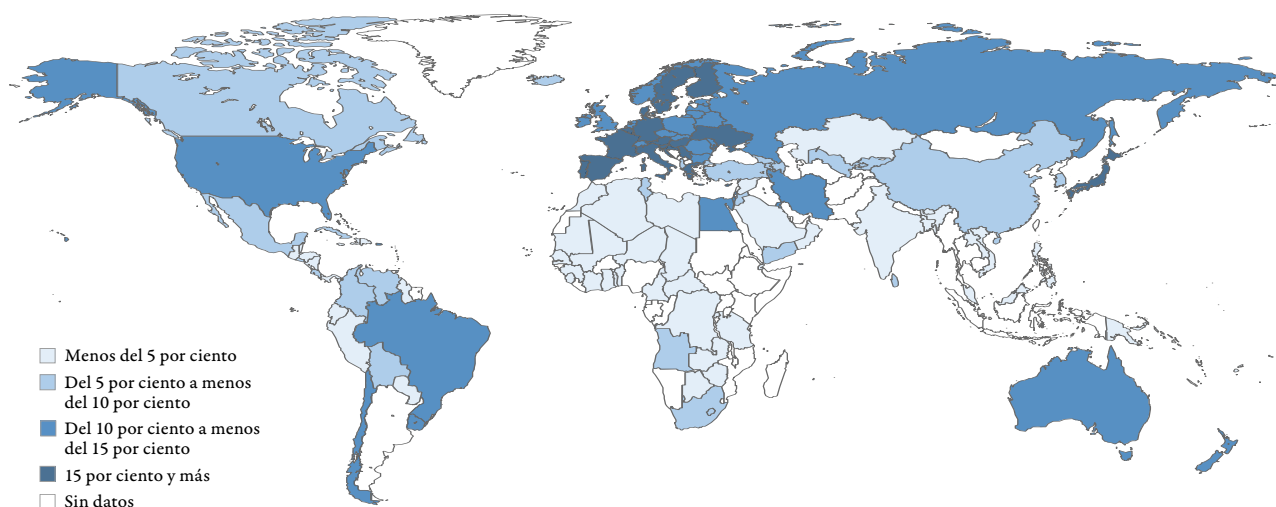 Menos del 5 por ciento
Del 5 por ciento a menos
del 10 por ciento
Del 10 por ciento a menos
del 15 por ciento
15 por ciento y más
Sin datos